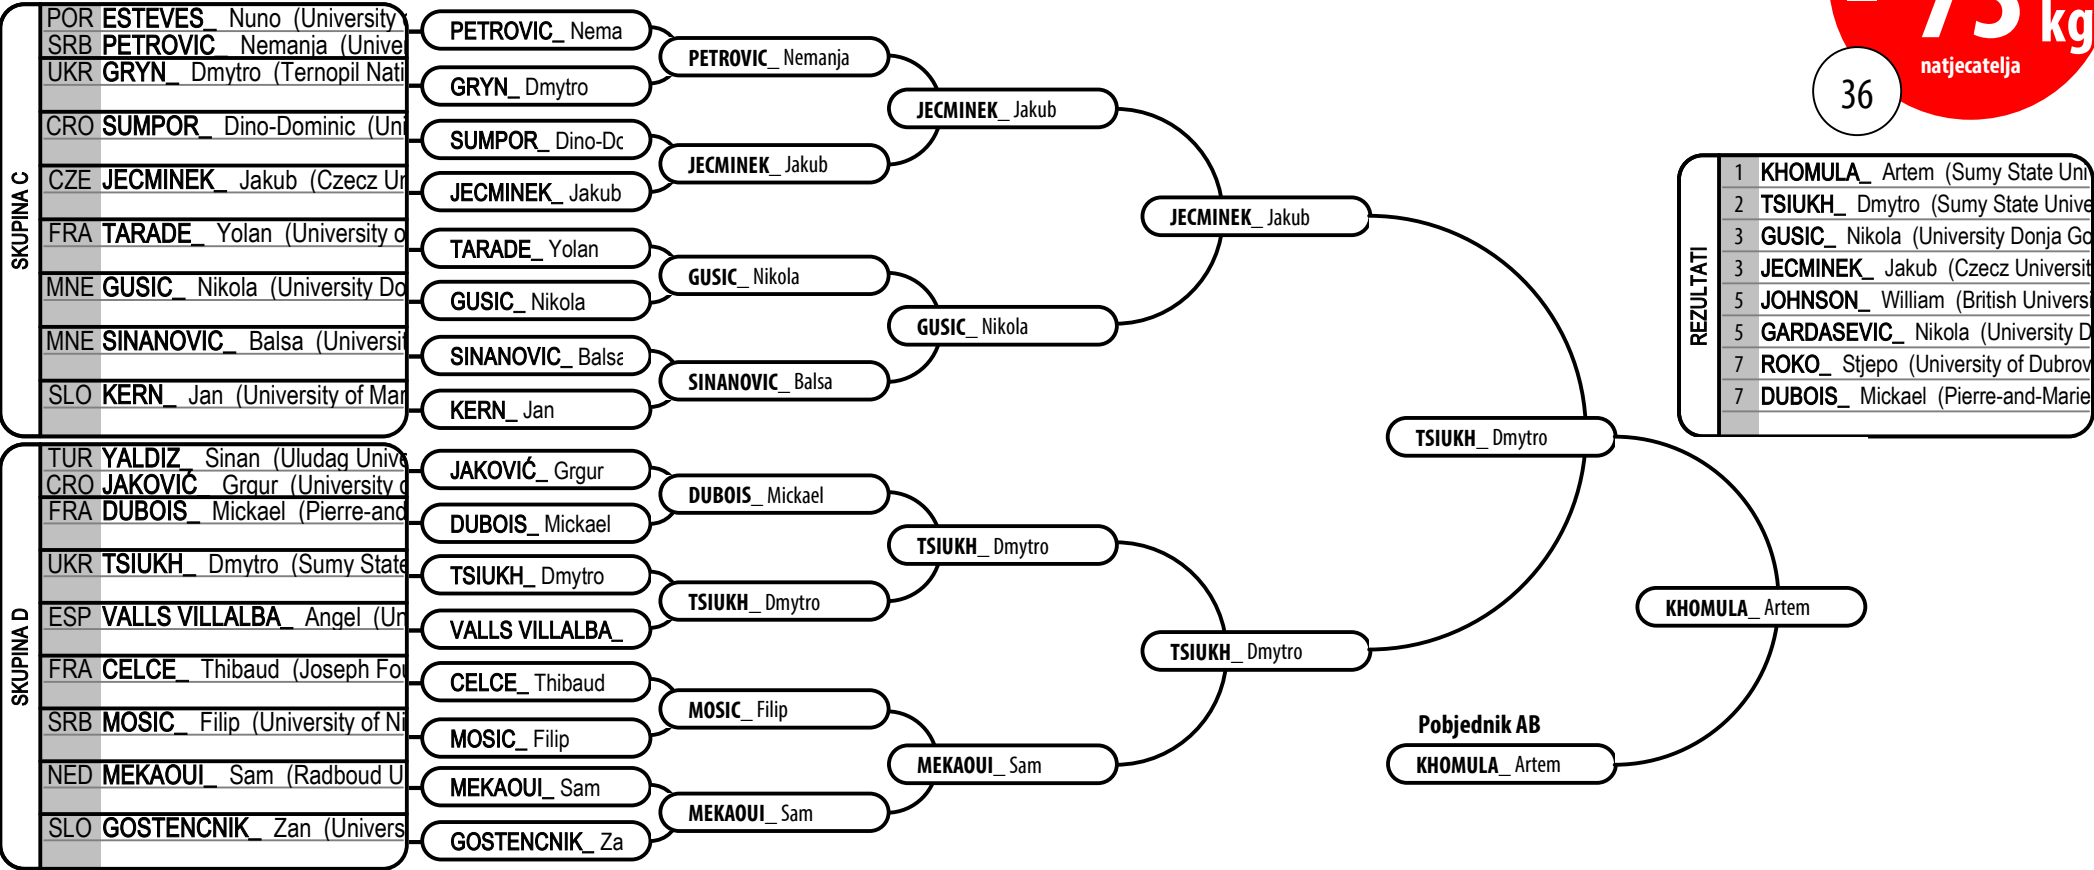 73 kg
natjecatelja
36
SKUPINA C
POR ESTEVES_ Nuno (University
SRB PETROVIC_ Nemanja (Univer
UKR GRYN_ Dmytro (Ternopil Nati
CRO SUMPOR_ Dino-Dominic (Uni
CZE JECMINEK_ Jakub (Czecz Ur
FRA TARADE_ Yolan (University o
MNE GUSIC_ Nikola (University Do
MNE SINANOVIC_ Balsa (Universit
SLO KERN_ Jan (University of Mar
SKUPINA D
TUR YALDIZ_ Sinan (Uludag Unive
CRO JAKOVIĆ_ Grgur (University o
FRA DUBOIS_ Mickael (Pierre-and
UKR TSIUKH_ Dmytro (Sumy State
ESP VALLS VILLALBA_ Angel (Un
FRA CELCE_ Thibaud (Joseph Fou
SRB MOSIC_ Filip (University of Ni
NED MEKAOUI_ Sam (Radboud U
SLO GOSTENCNIK_ Zan (Univers
PETROVIC_ Nema
GRYN_ Dmytro
SUMPOR_ Dino-Do
JECMINEK_ Jakub
TARADE_ Yolan
GUSIC_ Nikola
SINANOVIC_ Balsa
KERN_ Jan
JAKOVIĆ_ Grgur
DUBOIS_ Mickael
TSIUKH_ Dmytro
VALLS VILLALBA_
CELCE_ Thibaud
MOSIC_ Filip
MEKAOUI_ Sam
GOSTENCNIK_ Za
PETROVIC_ Nemanja
JECMINEK_ Jakub
GUSIC_ Nikola
SINANOVIC_ Balsa
DUBOIS_ Mickael
TSIUKH_ Dmytro
MOSIC_ Filip
MEKAOUI_ Sam
JECMINEK_ Jakub
GUSIC_ Nikola
TSIUKH_ Dmytro
MEKAOUI_ Sam
JECMINEK_ Jakub
TSIUKH_ Dmytro
TSIUKH_ Dmytro
Pobjednik AB
KHOMULA_ Artem
KHOMULA_ Artem
REZULTATI
1 KHOMULA_ Artem (Sumy State Uni
2 TSIUKH_ Dmytro (Sumy State Unive
3 GUSIC_ Nikola (University Donja Go
3 JECMINEK_ Jakub (Czecz Universit
5 JOHNSON_ William (British Universi
5 GARDASEVIC_ Nikola (University D
7 ROKO_ Stjepo (University of Dubrov
7 DUBOIS_ Mickael (Pierre-and-Marie